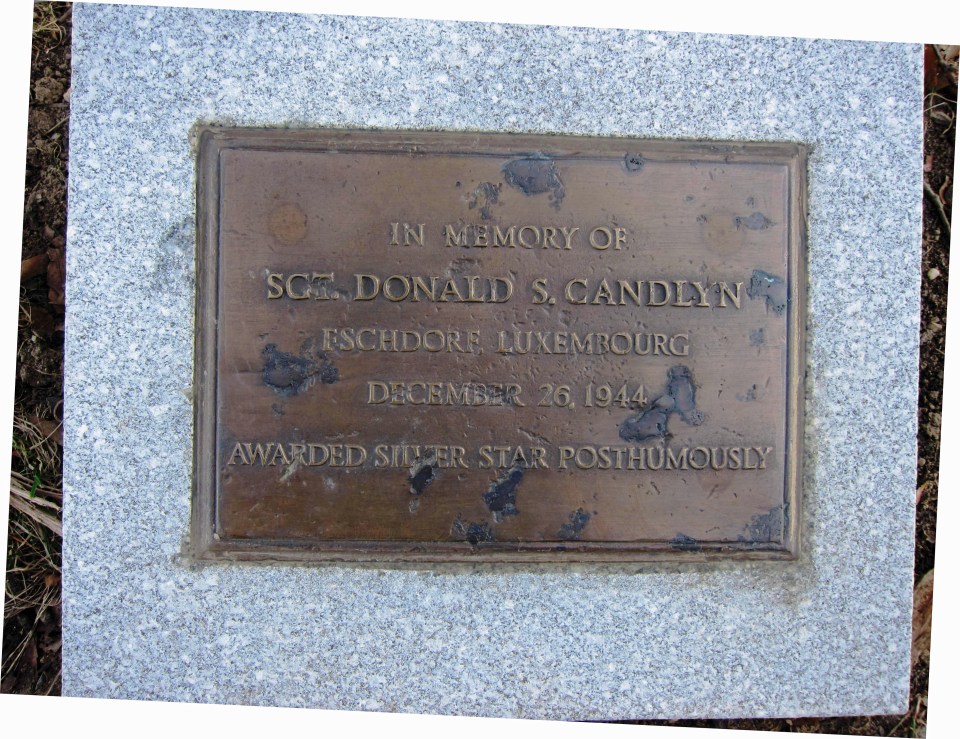 IN MEMORY OF
SGT. DONALD S. CANDLYN
ESCHDORF, LUXEMBOURG
DECEMBER 26, 1944
AWARDED SILVER STAR POSTHUMOUSLY